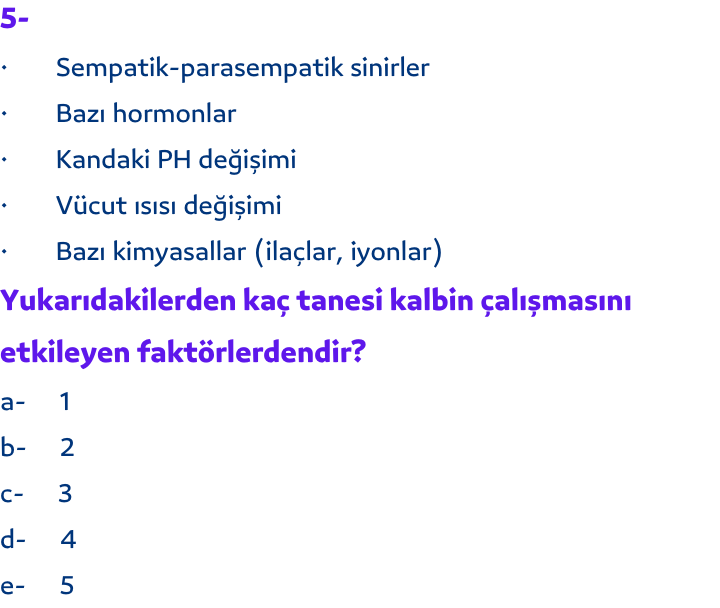 5-
· Sempatik-parasempatik sinirler
· Bazı hormonlar
· Kandaki PH değişimi
· Vücut ısısı değişimi
· Bazı kimyasallar (ilaçlar, iyonlar)
Yukarıdakilerden kaç tanesi kalbin çalışmasını
etkileyen faktörlerdendir?
a- 1
b- 2
c- 3
d- 4
e- 5